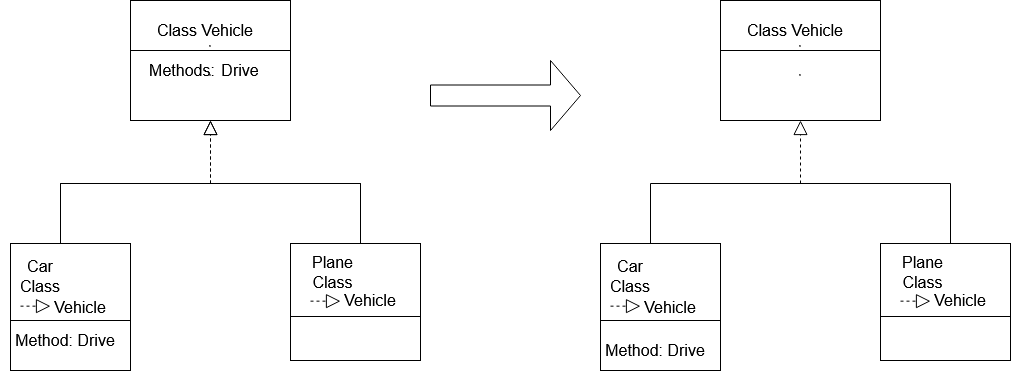 Class Vehicle
Methods: Drive
Car
Class
Vehicle
Method: Drive
Plane
Class
Vehicle
Class Vehicle
Car
Class
Vehicle
Method: Drive
Plane
Class
Vehicle